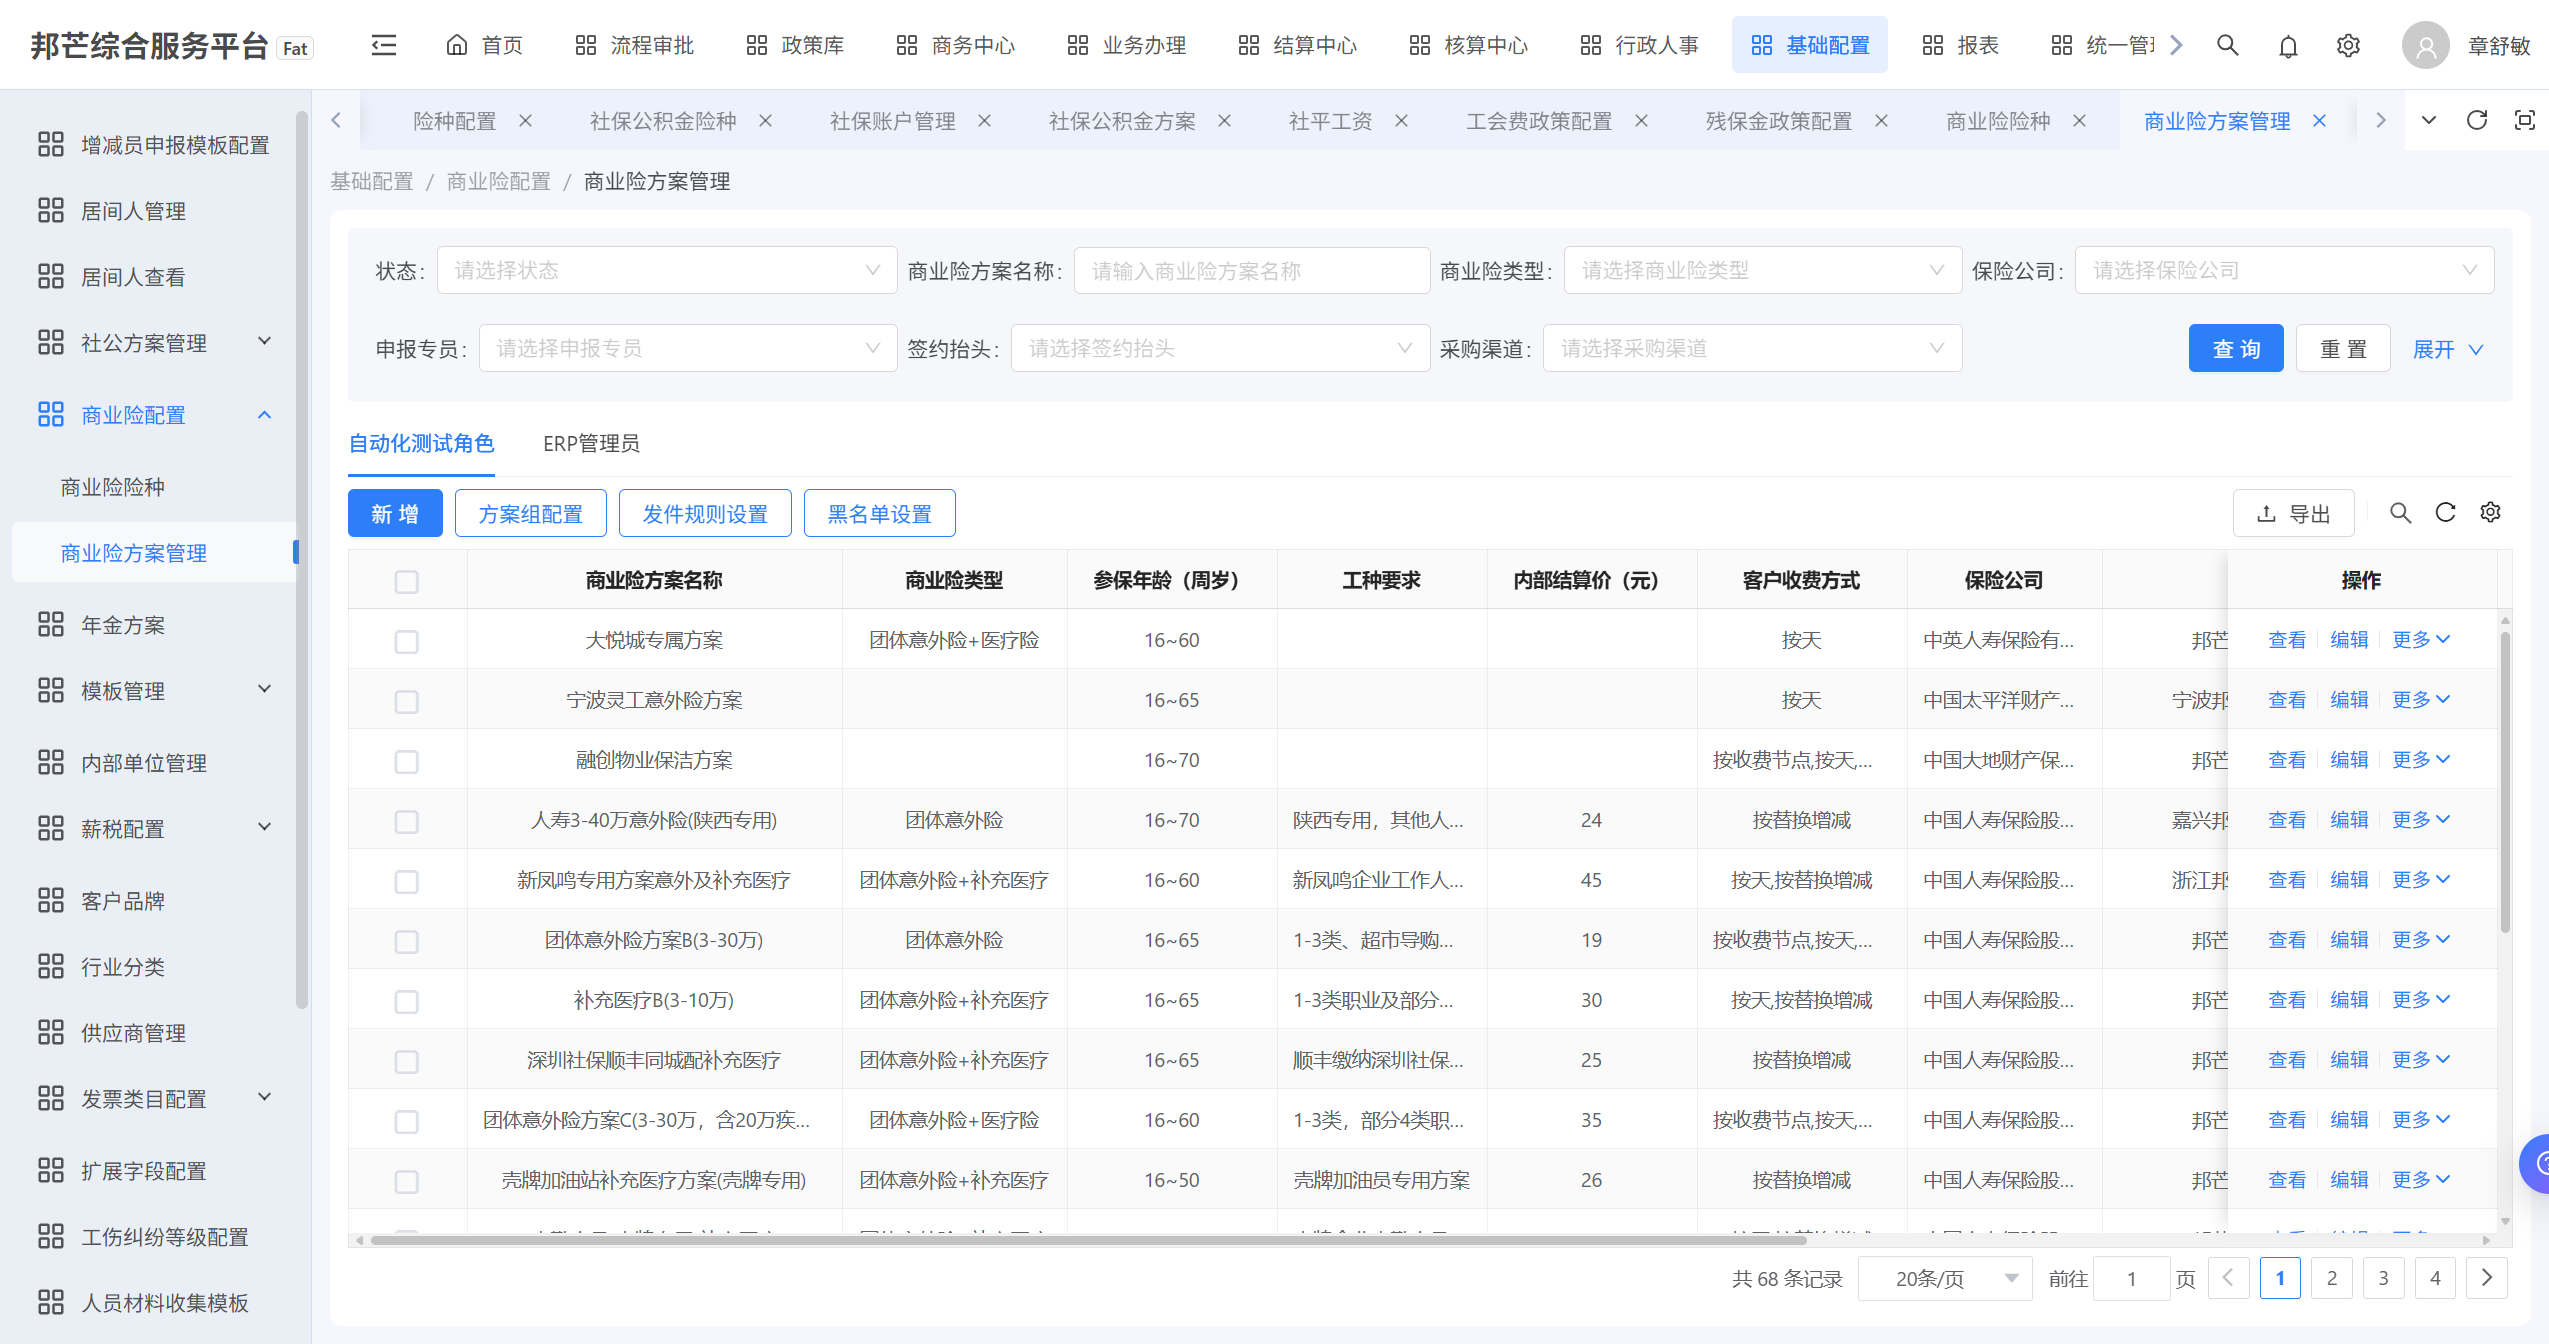 邦芒综合服务平台 Fat
首页 流程审批 政策库 商务中心 业务办理 结算中心 核算中心 行政人事 基础配置 报表 统一管 章舒敏
险种配置 社保公积金险种 社保账户管理 社保公积金方案 社平工资 工会费政策配置 残保金政策配置 商业险险种 商业险方案管理
基础配置 / 商业险配置 / 商业险方案管理
增减员申报模板配置
居间人管理
居间人查看
社公方案管理
商业险配置
商业险险种
商业险方案管理
年金方案
模板管理
内部单位管理
薪税配置
客户品牌
行业分类
供应商管理
发票类目配置
扩展字段配置
工伤纠纷等级配置
人员材料收集模板
状态: 请选择状态 商业险方案名称: 请输入商业险方案名称 商业险类型: 请选择商业险类型 保险公司: 请选择保险公司
申报专员: 请选择申报专员 签约抬头: 请选择签约抬头 采购渠道: 请选择采购渠道 查 询 重 置 展开
自动化测试角色 ERP管理员
新 增 方案组配置 发件规则设置 黑名单设置 导出
商业险方案名称 商业险类型 参保年龄（周岁） 工种要求 内部结算价（元） 客户收费方式 保险公司 操作
大悦城专属方案 团体意外险+医疗险 16~60 按天 中英人寿保险有... 邦芒 查看 编辑 更多
宁波灵工意外险方案 16~65 按天 中国太平洋财产... 宁波邦 查看 编辑 更多
融创物业保洁方案 16~70 按收费节点,按天,... 中国大地财产保... 邦芒 查看 编辑 更多
人寿3-40万意外险(陕西专用) 团体意外险 16~70 陕西专用，其他人... 24 按替换增减 中国人寿保险股... 嘉兴邦 查看 编辑 更多
新凤鸣专用方案意外及补充医疗 团体意外险+补充医疗 16~60 新凤鸣企业工作人... 45 按天,按替换增减 中国人寿保险股... 浙江邦 查看 编辑 更多
团体意外险方案B(3-30万) 团体意外险 16~65 1-3类、超市导购... 19 按收费节点,按天,... 中国人寿保险股... 邦芒 查看 编辑 更多
补充医疗B(3-10万) 团体意外险+补充医疗 16~65 1-3类职业及部分... 30 按天,按替换增减 中国人寿保险股... 邦芒 查看 编辑 更多
深圳社保顺丰同城配补充医疗 团体意外险+补充医疗 16~65 顺丰缴纳深圳社保... 25 按替换增减 中国人寿保险股... 邦芒 查看 编辑 更多
团体意外险方案C(3-30万，含20万疾... 团体意外险+医疗险 16~60 1-3类，部分4类职... 35 按收费节点,按天,... 中国人寿保险股... 邦芒 查看 编辑 更多
壳牌加油站补充医疗方案(壳牌专用) 团体意外险+补充医疗 16~50 壳牌加油员专用方案 26 按替换增减 中国人寿保险股... 邦芒 查看 编辑 更多
共 68 条记录 20条/页 前往 1 页 1 2 3 4